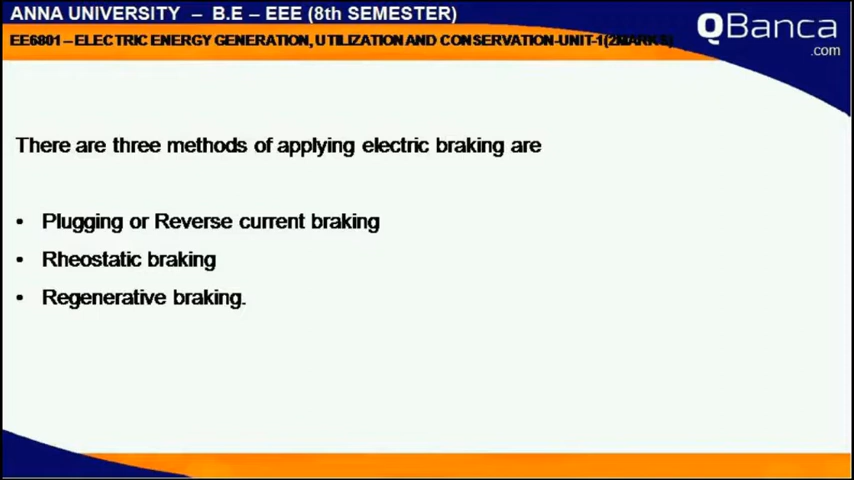 ANNA UNIVERSITY – B.E – EEE (8th SEMESTER)
EE6801 – ELECTRIC ENERGY GENERATION, UTILIZATION AND CONSERVATION-UNIT-1(2MARKS)
QBanca
.com
There are three methods of applying electric braking are
• Plugging or Reverse current braking
• Rheostatic braking
• Regenerative braking.